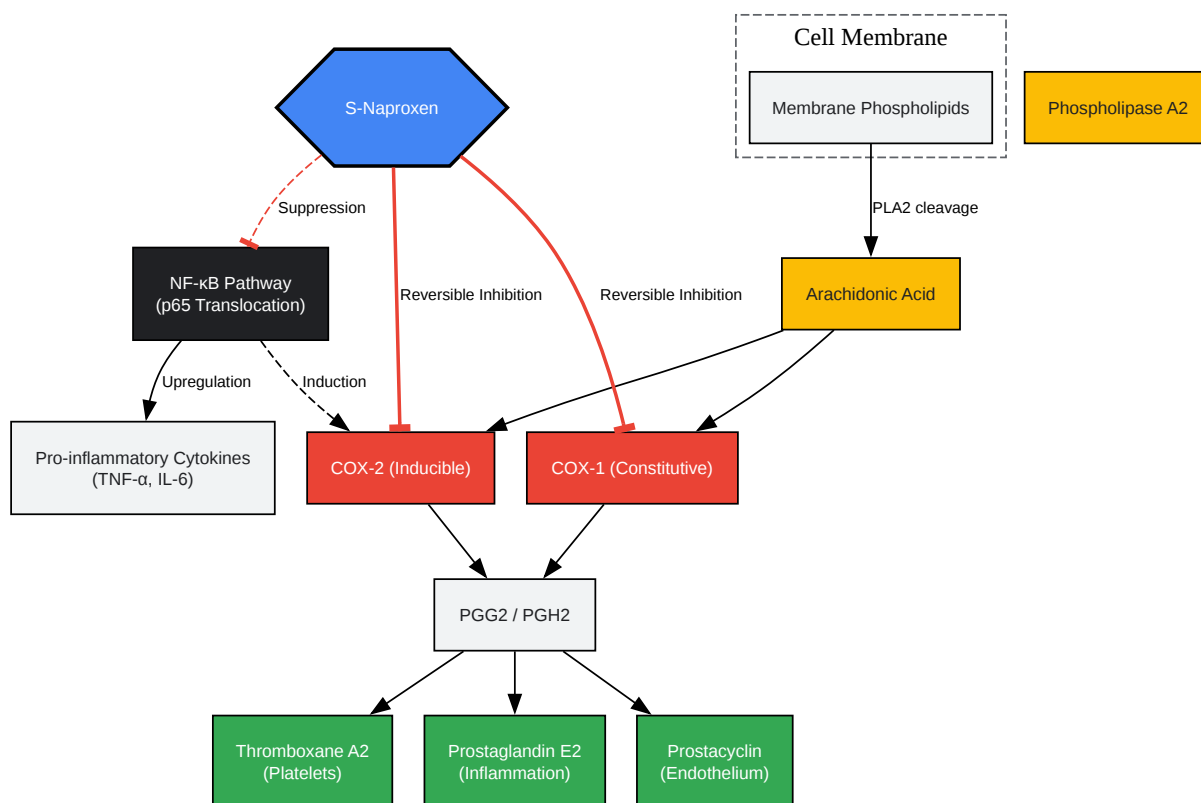 Cell Membrane
S-Naproxen
Membrane Phospholipids
Phospholipase A2
Suppression
PLA2 cleavage
NF-κB Pathway
(p65 Translocation)
Reversible Inhibition
Reversible Inhibition
Arachidonic Acid
Upregulation
Induction
Pro-inflammatory Cytokines
(TNF-α, IL-6)
COX-2 (Inducible)
COX-1 (Constitutive)
PGG2 / PGH2
Thromboxane A2
(Platelets)
Prostaglandin E2
(Inflammation)
Prostacyclin
(Endothelium)